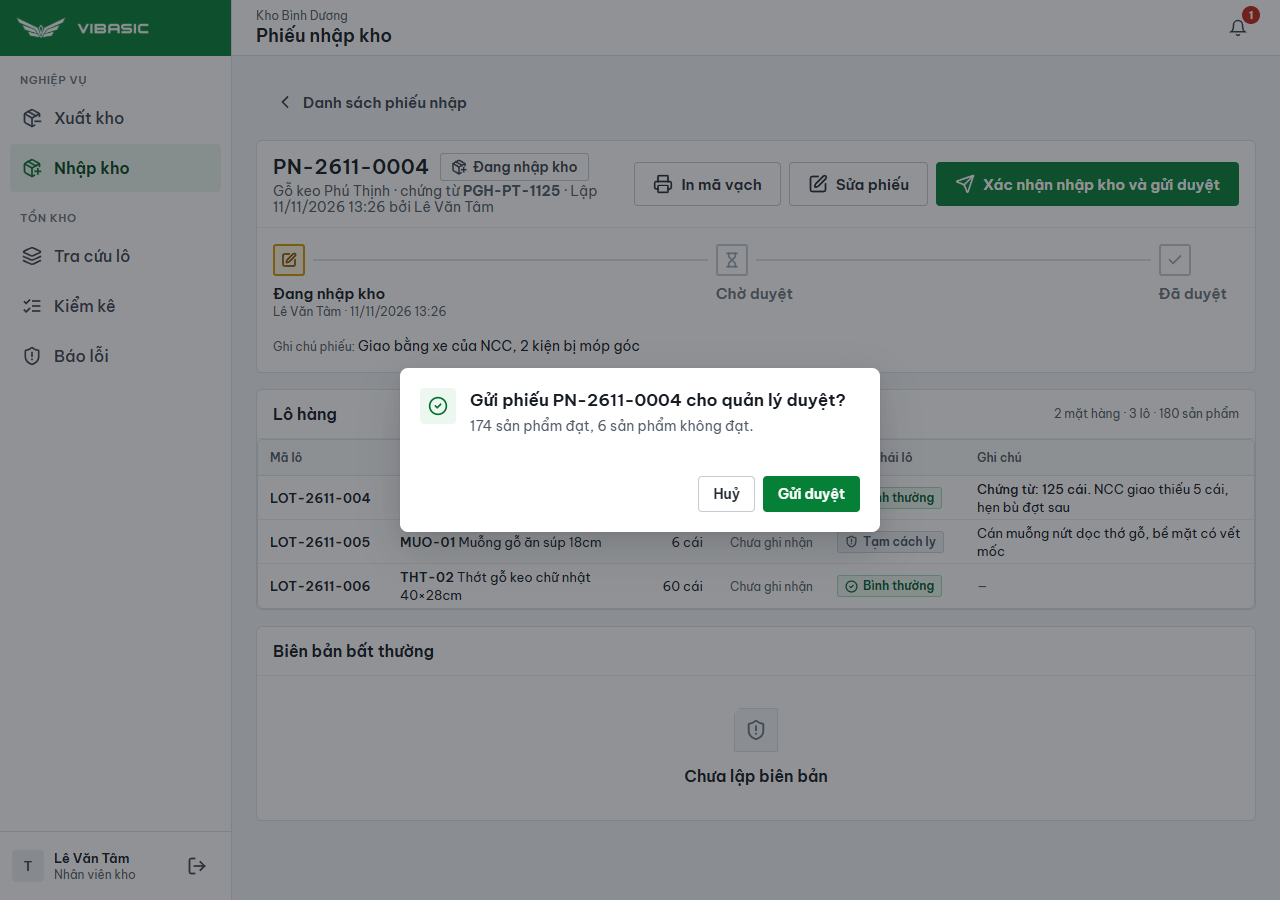 VIBASIC
Kho Bình Dương
Phiếu nhập kho
1
NGHIỆP VỤ
Xuất kho
Nhập kho
TỒN KHO
Tra cứu lô
Kiểm kê
Báo lỗi
Danh sách phiếu nhập
PN-2611-0004
Đang nhập kho
Gỗ keo Phú Thịnh · chứng từ PGH-PT-1125 · Lập
11/11/2026 13:26 bởi Lê Văn Tâm
In mã vạch
Sửa phiếu
Xác nhận nhập kho và gửi duyệt
Đang nhập kho
Lê Văn Tâm · 11/11/2026 13:26
Chờ duyệt
Đã duyệt
Ghi chú phiếu: Giao bằng xe của NCC, 2 kiện bị móp góc
Gửi phiếu PN-2611-0004 cho quản lý duyệt?
174 sản phẩm đạt, 6 sản phẩm không đạt.
Huỷ
Gửi duyệt
Lô hàng
2 mặt hàng · 3 lô · 180 sản phẩm
Mã lô
hái lô
Ghi chú
LOT-2611-004
h thường
Chứng từ: 125 cái. NCC giao thiếu 5 cái,
hẹn bù đợt sau
LOT-2611-005
MUO-01 Muỗng gỗ ăn súp 18cm
6 cái
Chưa ghi nhận
Tạm cách ly
Cán muỗng nứt dọc thớ gỗ, bề mặt có vết
mốc
LOT-2611-006
THT-02 Thớt gỗ keo chữ nhật
40×28cm
60 cái
Chưa ghi nhận
Bình thường
–
Biên bản bất thường
Chưa lập biên bản
T
Lê Văn Tâm
Nhân viên kho